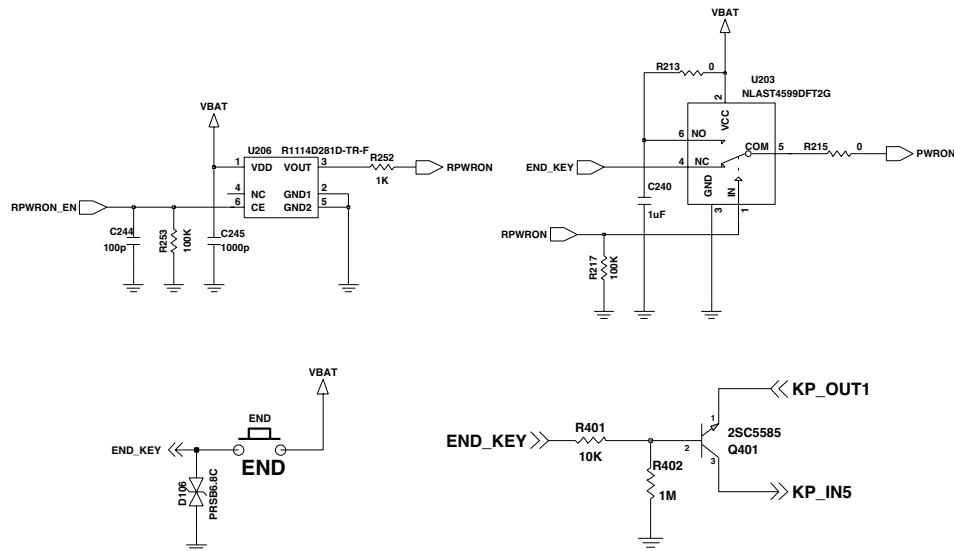 VBAT
U206 R1114D281D-TR-F
1 VDD VOUT 3
R252
1K
RPWRON
4 NC GND1 2
6 CE GND2 5
RPWRON_EN
C244
100p
R253
100K
C245
1000p
VBAT
R213 0
U203
NLAST4599DFT2G
2
VCC
6 NO
COM 5
R215 0
PWRON
END_KEY
4 NC
GND
IN
3
1
C240
1uF
RPWRON
R217
100K
VBAT
END
END_KEY
END
D106
PRSB6.8C
KP_OUT1
R401
END_KEY
10K
1
2SC5585
2
Q401
R402
3
1M
KP_IN5